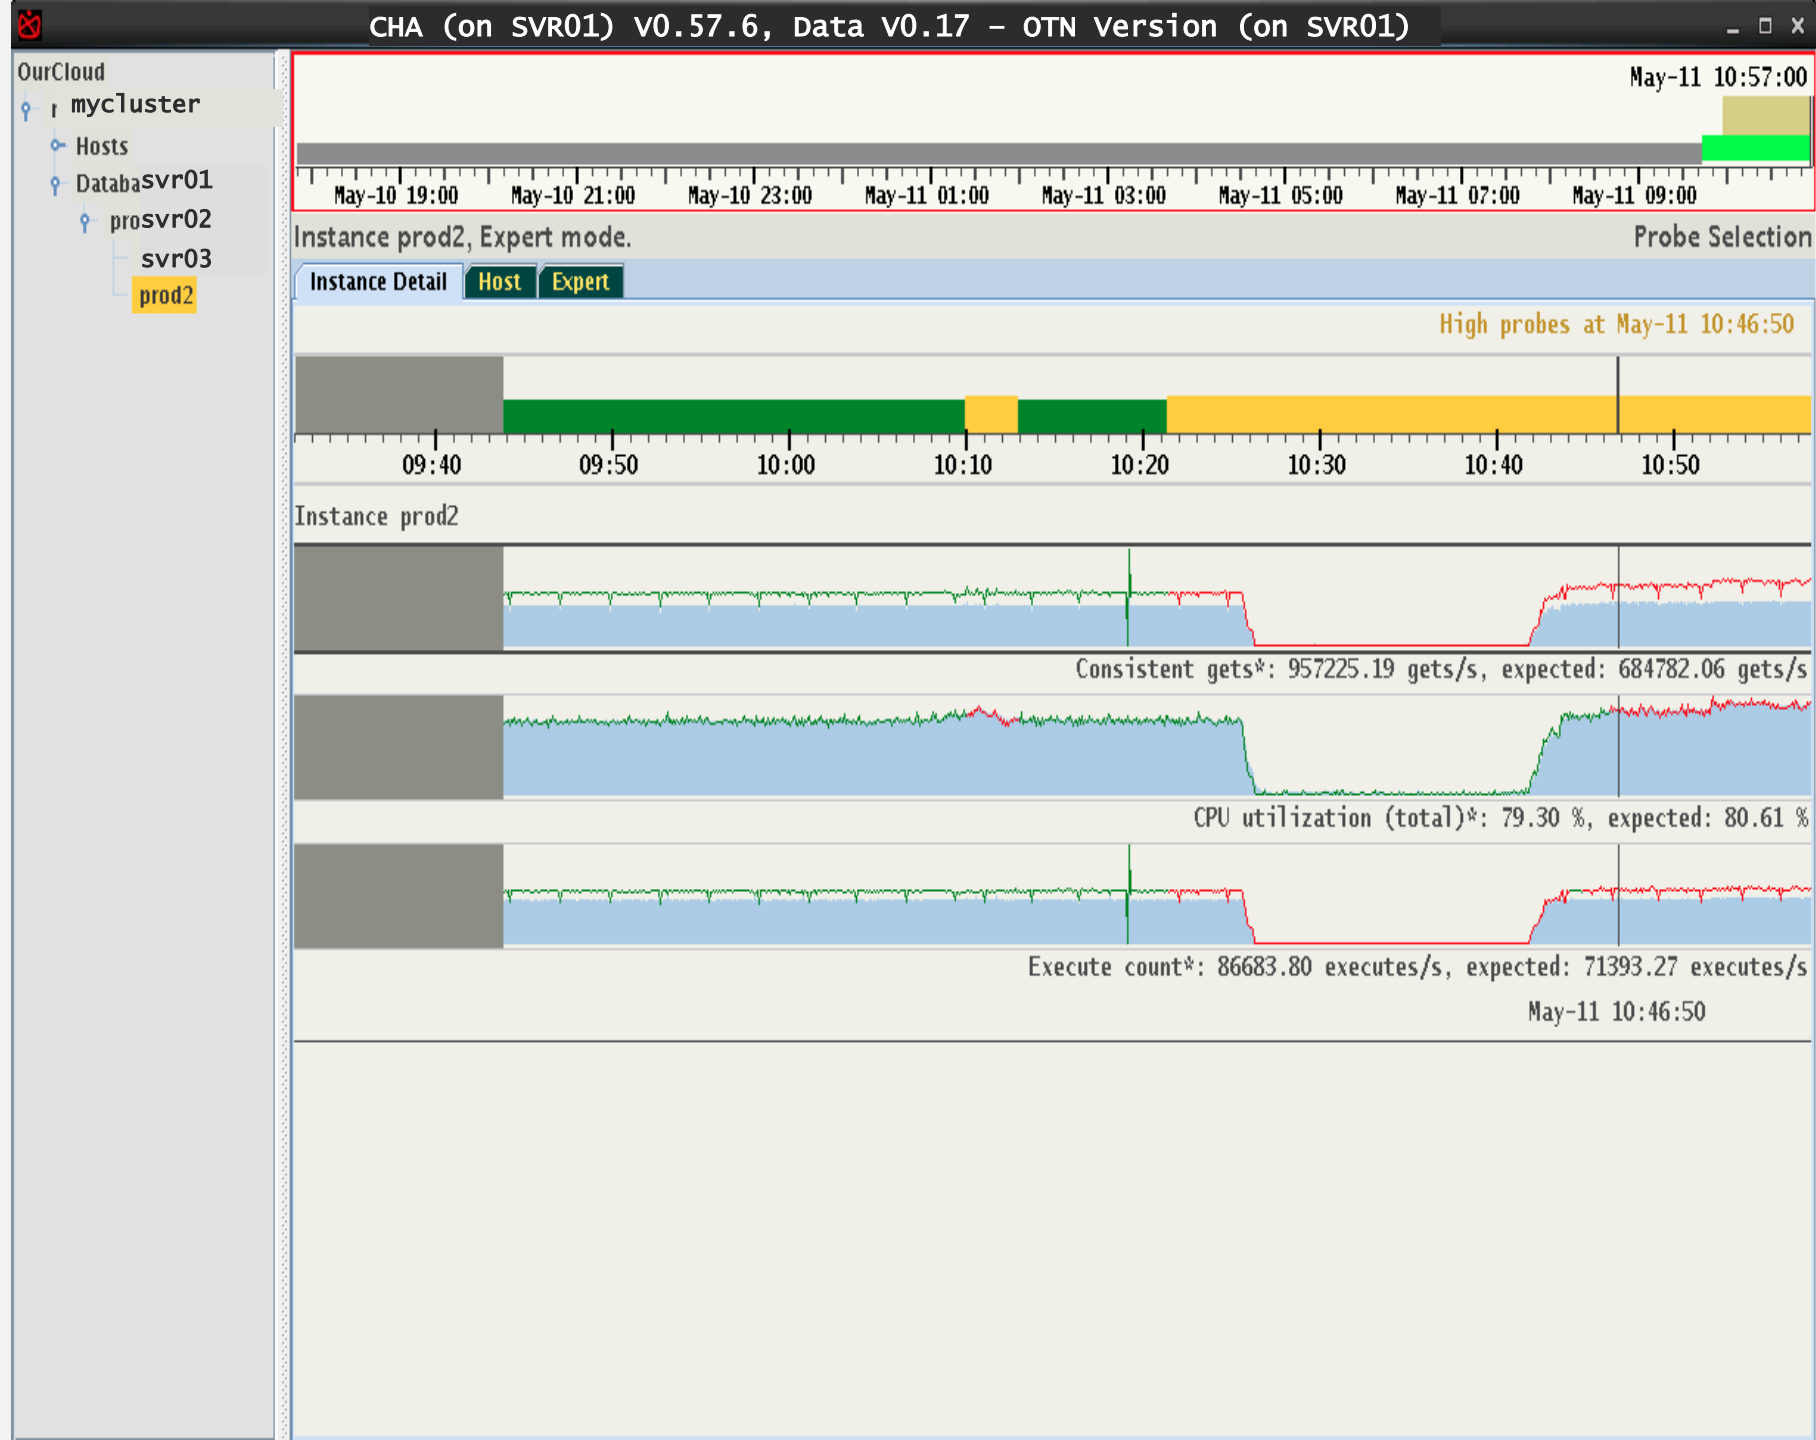 CHA (on SVR01) V0.57.6, Data V0.17 – OTN Version (on SVR01)
OurCloud
mycluster
Hosts
Databa svr01
pro svr02
svr03
prod2
May-11 10:57:00
May-10 19:00 May-10 21:00 May-10 23:00 May-11 01:00 May-11 03:00 May-11 05:00 May-11 07:00 May-11 09:00
Instance prod2, Expert mode. Probe Selection
Instance Detail Host Expert
High probes at May-11 10:46:50
09:40 09:50 10:00 10:10 10:20 10:30 10:40 10:50
Instance prod2
Consistent gets*: 957225.19 gets/s, expected: 684782.06 gets/s
CPU utilization (total)*: 79.30 %, expected: 80.61 %
Execute count*: 86683.80 executes/s, expected: 71393.27 executes/s
May-11 10:46:50